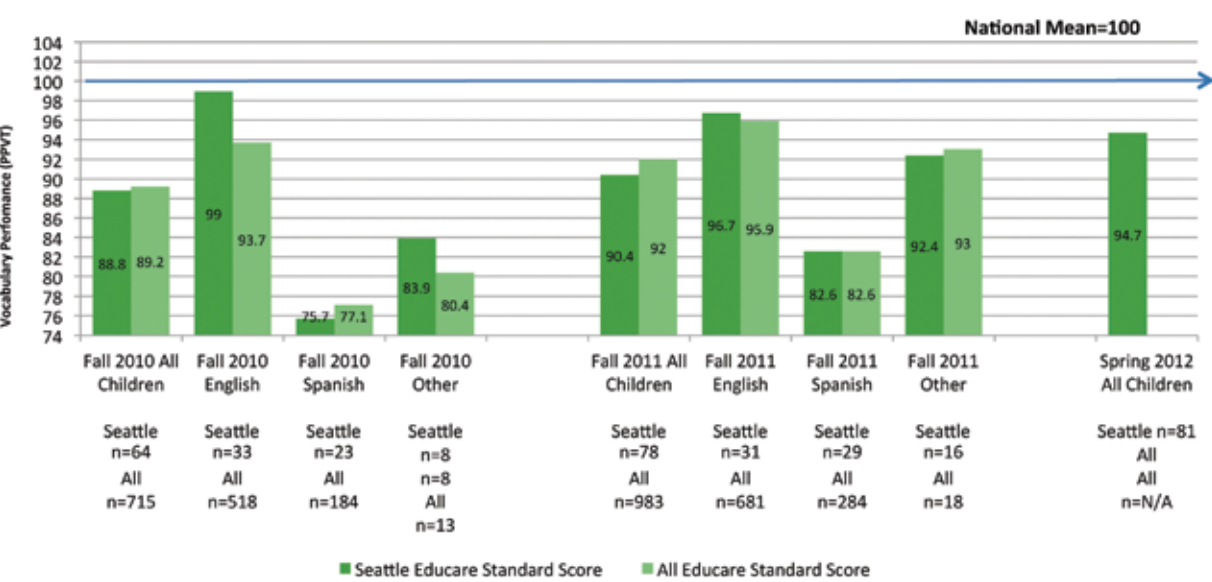 National Mean=100
Vocabulary Perfomance (PPVT)
104
102
100
98
96
94
92
90
88
86
84
82
80
78
76
74
88.8 89.2
99 93.7
75.7 77.1
83.9 80.4
90.4 92
96.7 95.9
82.6 82.6
92.4 93
94.7
Fall 2010 All Fall 2010 Fall 2010 Fall 2010 Fall 2011 All Fall 2011 Fall 2011 Fall 2011 Spring 2012
Children English Spanish Other Children English Spanish Other All Children
Seattle Seattle Seattle Seattle Seattle Seattle Seattle Seattle Seattle n=81
n=64 n=33 n=23 n=8 n=78 n=31 n=29 n=16 All
All All All n=8 All All All All All
n=715 n=518 n=184 All n=983 n=681 n=284 n=18 n=N/A
n=13
Seattle Educare Standard Score All Educare Standard Score